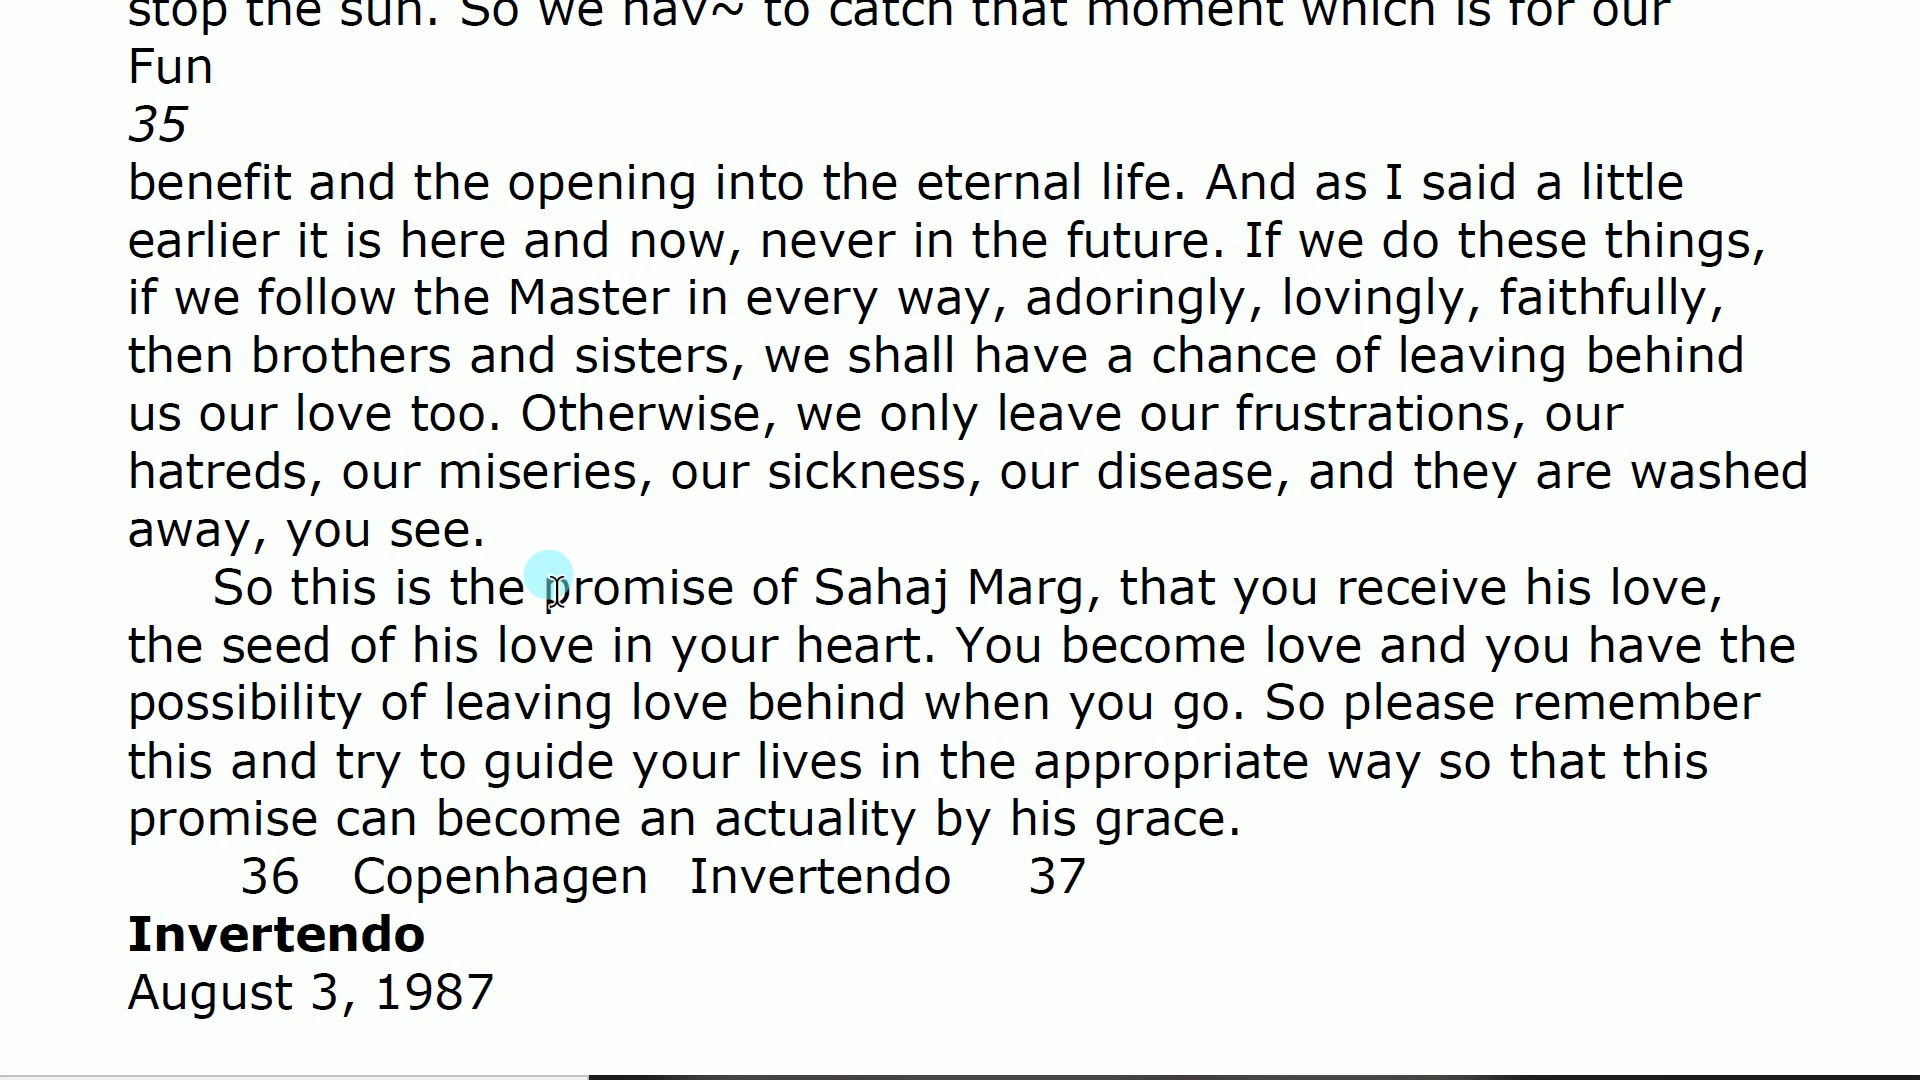 stop the sun. So we hav~ to catch that moment which is for our
Fun
35
benefit and the opening into the eternal life. And as I said a little
earlier it is here and now, never in the future. If we do these things,
if we follow the Master in every way, adoringly, lovingly, faithfully,
then brothers and sisters, we shall have a chance of leaving behind
us our love too. Otherwise, we only leave our frustrations, our
hatreds, our miseries, our sickness, our disease, and they are washed
away, you see.
So this is the promise of Sahaj Marg, that you receive his love,
the seed of his love in your heart. You become love and you have the
possibility of leaving love behind when you go. So please remember
this and try to guide your lives in the appropriate way so that this
promise can become an actuality by his grace.
36 Copenhagen Invertendo 37
Invertendo
August 3, 1987